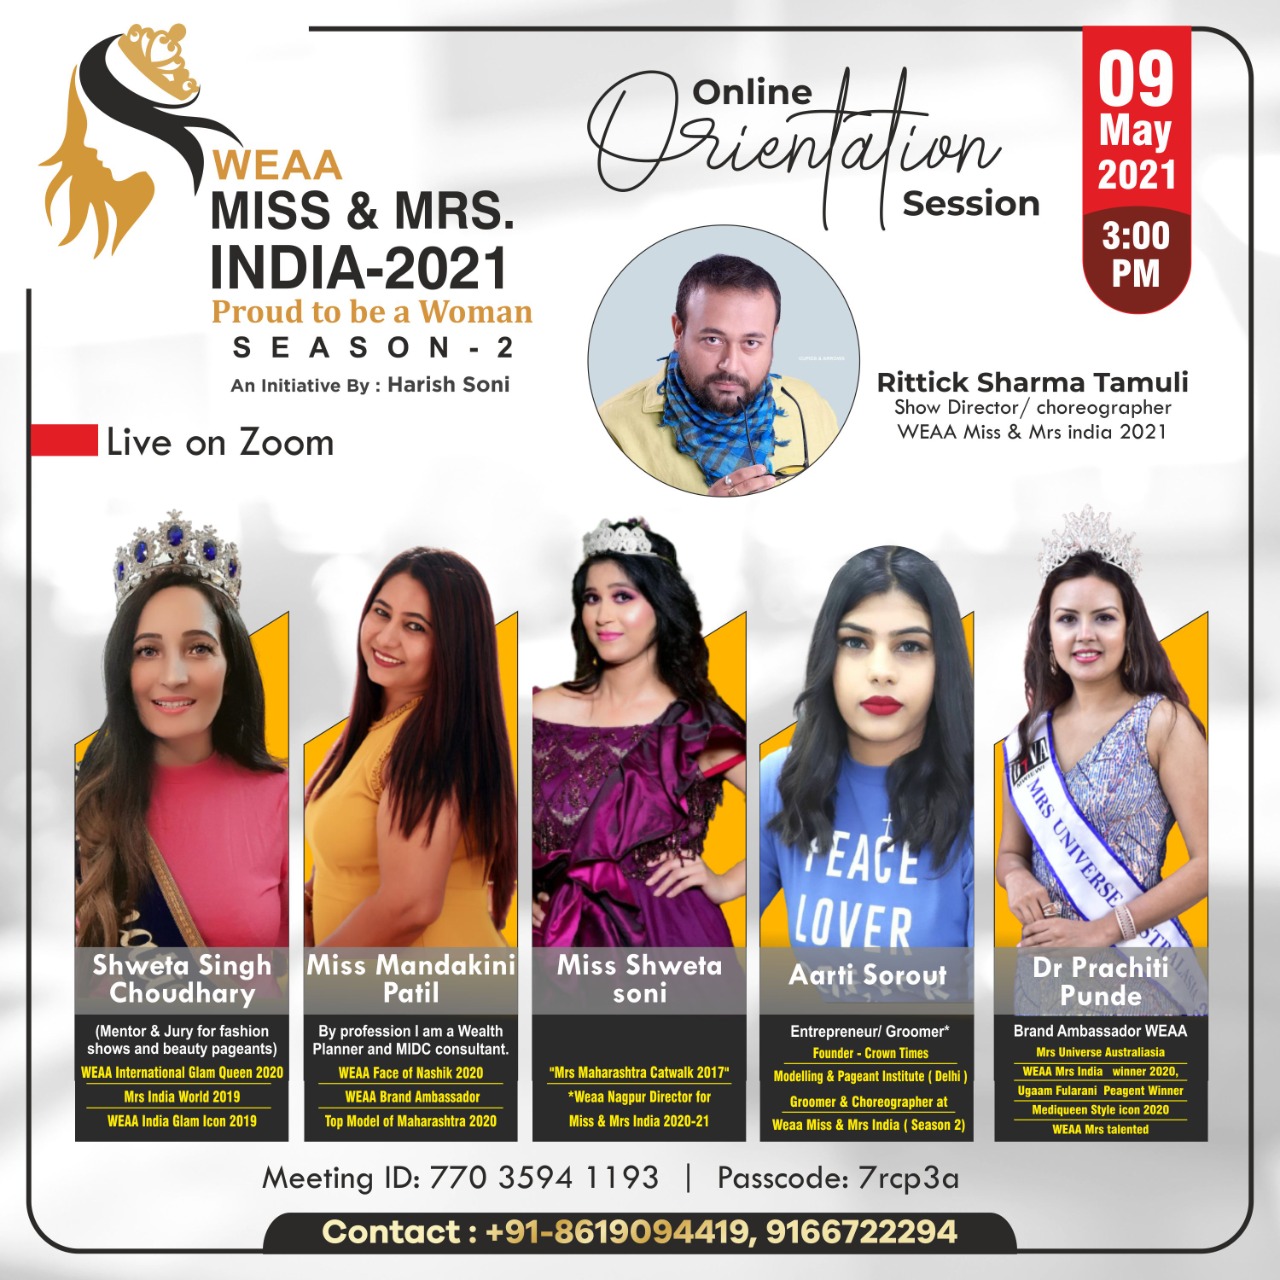 WEAA
MISS & MRS.
INDIA-2021
Proud to be a Woman
SEASON-2
An Initiative By : Harish Soni
Live on Zoom
Online
Orientation
Session
09
May
2021
3:00
PM
Rittick Sharma Tamuli
Show Director/ choreographer
WEAA Miss & Mrs india 2021
PEACE
LOVER
MRS UNIVERSE
Shweta Singh
Choudhary
(Mentor & Jury for fashion
shows and beauty pageants)
WEAA International Glam Queen 2020
Mrs India World 2019
WEAA India Glam Icon 2019
Miss Mandakini
Patil
By profession I am a Wealth
Planner and MIDC consultant.
WEAA Face of Nashik 2020
WEAA Brand Ambassador
Top Model of Maharashtra 2020
Miss Shweta
soni
"Mrs Maharashtra Catwalk 2017"
*Weaa Nagpur Director for
Miss & Mrs India 2020-21
Aarti Sorout
Entrepreneur/ Groomer*
Founder - Crown Times
Modelling & Pageant Institute ( Delhi )
Groomer & Choreographer at
Weaa Miss & Mrs India ( Season 2)
Dr Prachiti
Punde
Brand Ambassador WEAA
Mrs Universe Australiasia
WEAA Mrs India winner 2020,
Ugaam Fularani Peagent Winner
Mediqueen Style icon 2020
WEAA Mrs talented
Meeting ID: 770 3594 1193 | Passcode: 7rcp3a
Contact : +91-8619094419, 9166722294